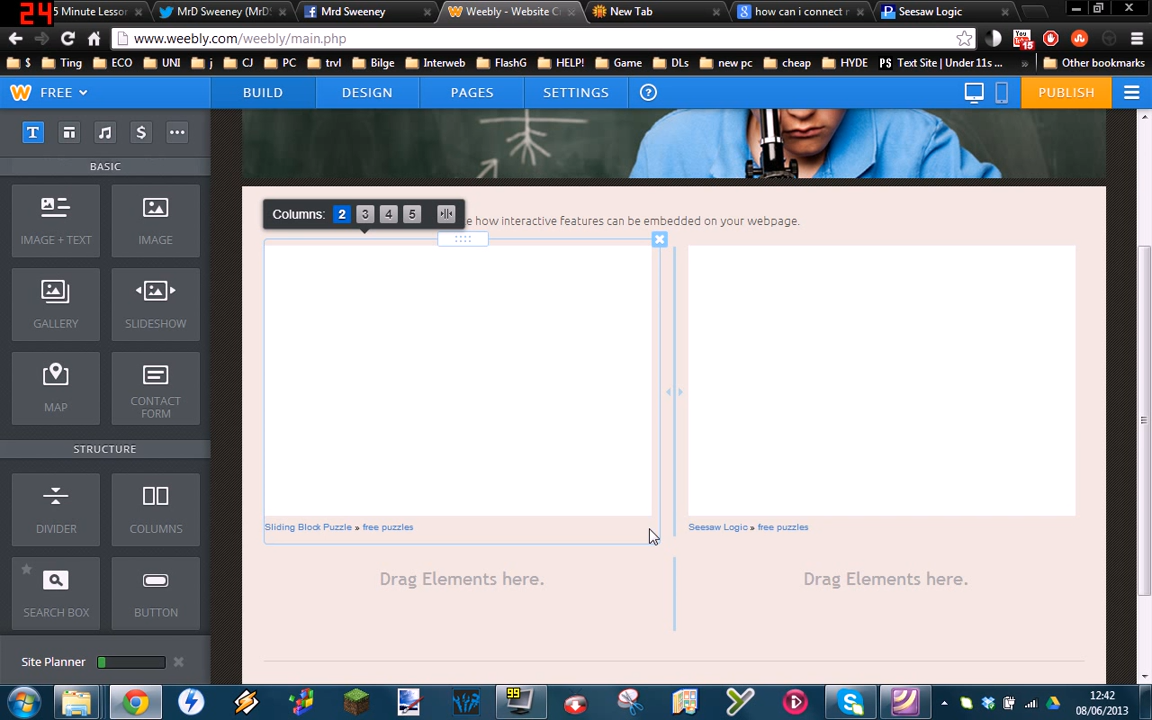 24
5 Minute Lesso
MrD Sweeney (MrD
Mrd Sweeney
Weebly - Website C
New Tab
how can i connect
Seesaw Logic
www.weebly.com/weebly/main.php
15
$
Ting
ECO
UNI
j
CJ
PC
trvl
Bilge
Interweb
FlashG
HELP!
Game
DLs
new pc
cheap
HYDE
PS Text Site | Under 11s ...
Other bookmarks
W FREE
BUILD
DESIGN
PAGES
SETTINGS
?
PUBLISH
T
$
BASIC
IMAGE + TEXT
IMAGE
GALLERY
SLIDESHOW
MAP
CONTACT
FORM
STRUCTURE
DIVIDER
COLUMNS
SEARCH BOX
BUTTON
Site Planner
Columns: 2 3 4 5
how interactive features can be embedded on your webpage.
Sliding Block Puzzle » free puzzles
Seesaw Logic » free puzzles
Drag Elements here.
Drag Elements here.
99
12:42
08/06/2013